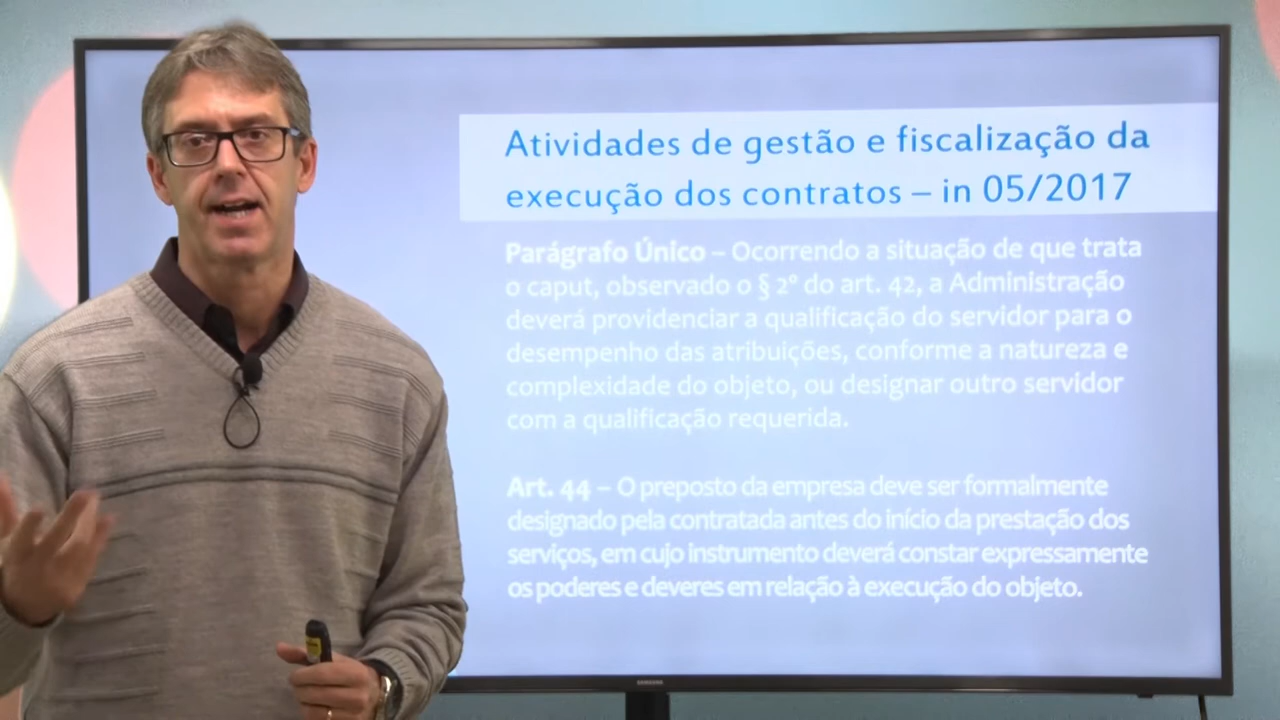 Atividades de gestão e fiscalização da
execução dos contratos – in 05/2017
Parágrafo Único – Ocorrendo a situação de que trata
o caput, observado o § 2º do art. 42, a Administração
deverá providenciar a qualificação do servidor para o
desempenho das atribuições, conforme a natureza e
complexidade do objeto, ou designar outro servidor
com a qualificação requerida.
Art. 44 – O preposto da empresa deve ser formalmente
designado pela contratada antes do início da prestação dos
serviços, em cujo instrumento deverá constar expressamente
os poderes e deveres em relação à execução do objeto.
SAMSUNG